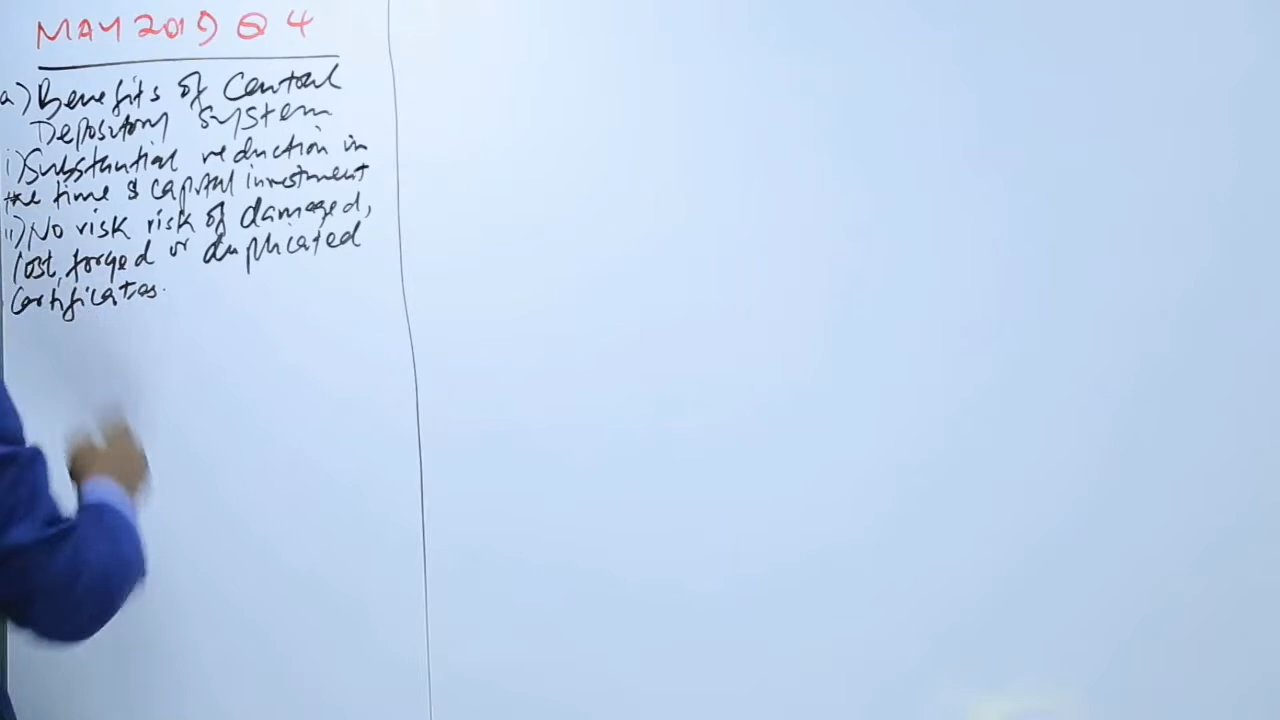 MAY 2019 Q 4
a) Benefits of Central
Depository System
i) Substantial reduction in
the time & capital investment
ii) No risk risk of damaged,
lost, forged or duplicated
certificates.